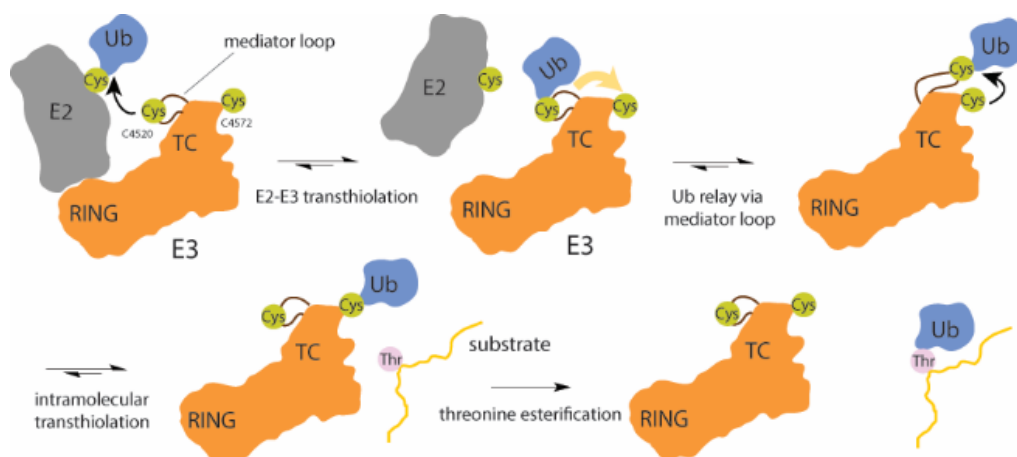 Ub
mediator loop
Cys
E2
Cys
C4520
Cys
C4572
TC
RING
E3
E2-E3 transthiolation
E2
Cys
Ub
Cys
Cys
TC
RING
E3
Ub relay via
mediator loop
Ub
Cys
Cys
TC
RING
intramolecular
transthiolation
Ub
Cys
Cys
TC
RING
Thr
substrate
threonine esterification
Cys
Cys
TC
RING
Ub
Thr